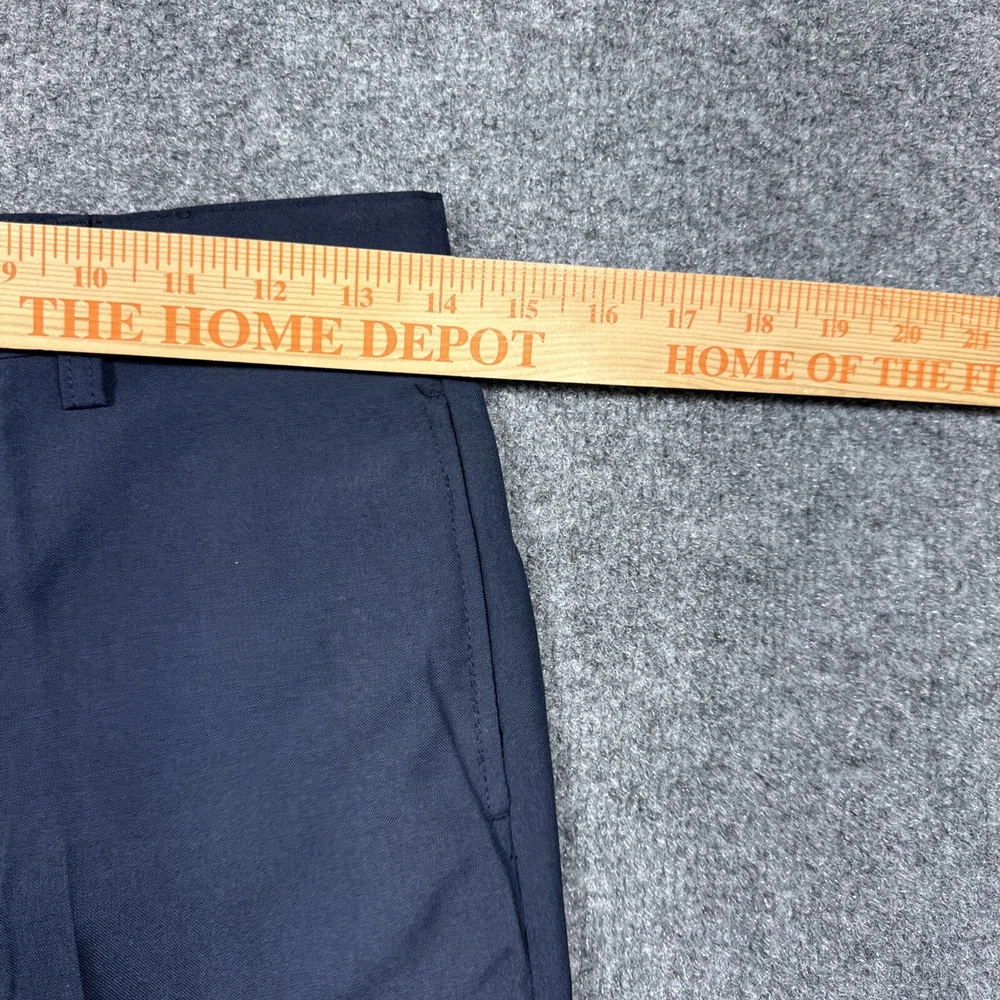 9 10 11 12 13 14 15 16 17 18 19 20 21
THE HOME DEPOT HOME OF THE